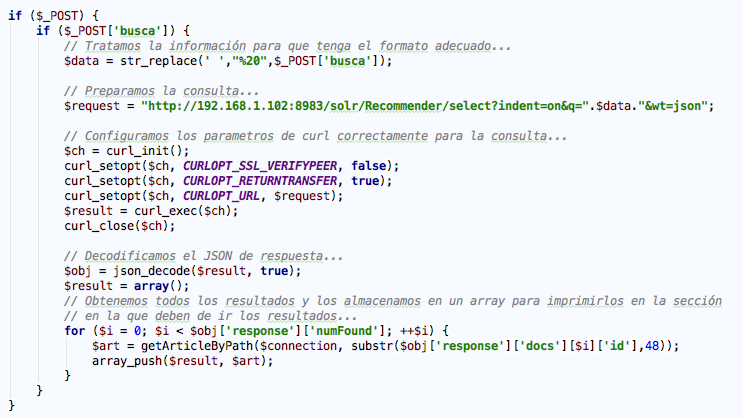 if ($_POST) {
    if ($_POST['busca']) {
        // Tratamos la información para que tenga el formato adecuado...
        $data = str_replace(' ',"%20",$_POST['busca']);

        // Preparamos la consulta...
        $request = "http://192.168.1.102:8983/solr/Recommender/select?indent=on&q=".$data."&wt=json";

        // Configuramos los parametros de curl correctamente para la consulta...
        $ch = curl_init();
        curl_setopt($ch, CURLOPT_SSL_VERIFYPEER, false);
        curl_setopt($ch, CURLOPT_RETURNTRANSFER, true);
        curl_setopt($ch, CURLOPT_URL, $request);
        $result = curl_exec($ch);
        curl_close($ch);

        // Decodificamos el JSON de respuesta...
        $obj = json_decode($result, true);
        $result = array();
        // Obtenemos todos los resultados y los almacenamos en un array para imprimirlos en la sección
        // en la que deben de ir los resultados...
        for ($i = 0; $i < $obj['response']['numFound']; ++$i) {
            $art = getArticleByPath($connection, substr($obj['response']['docs'][$i]['id'],48));
            array_push($result, $art);
        }
    }
}